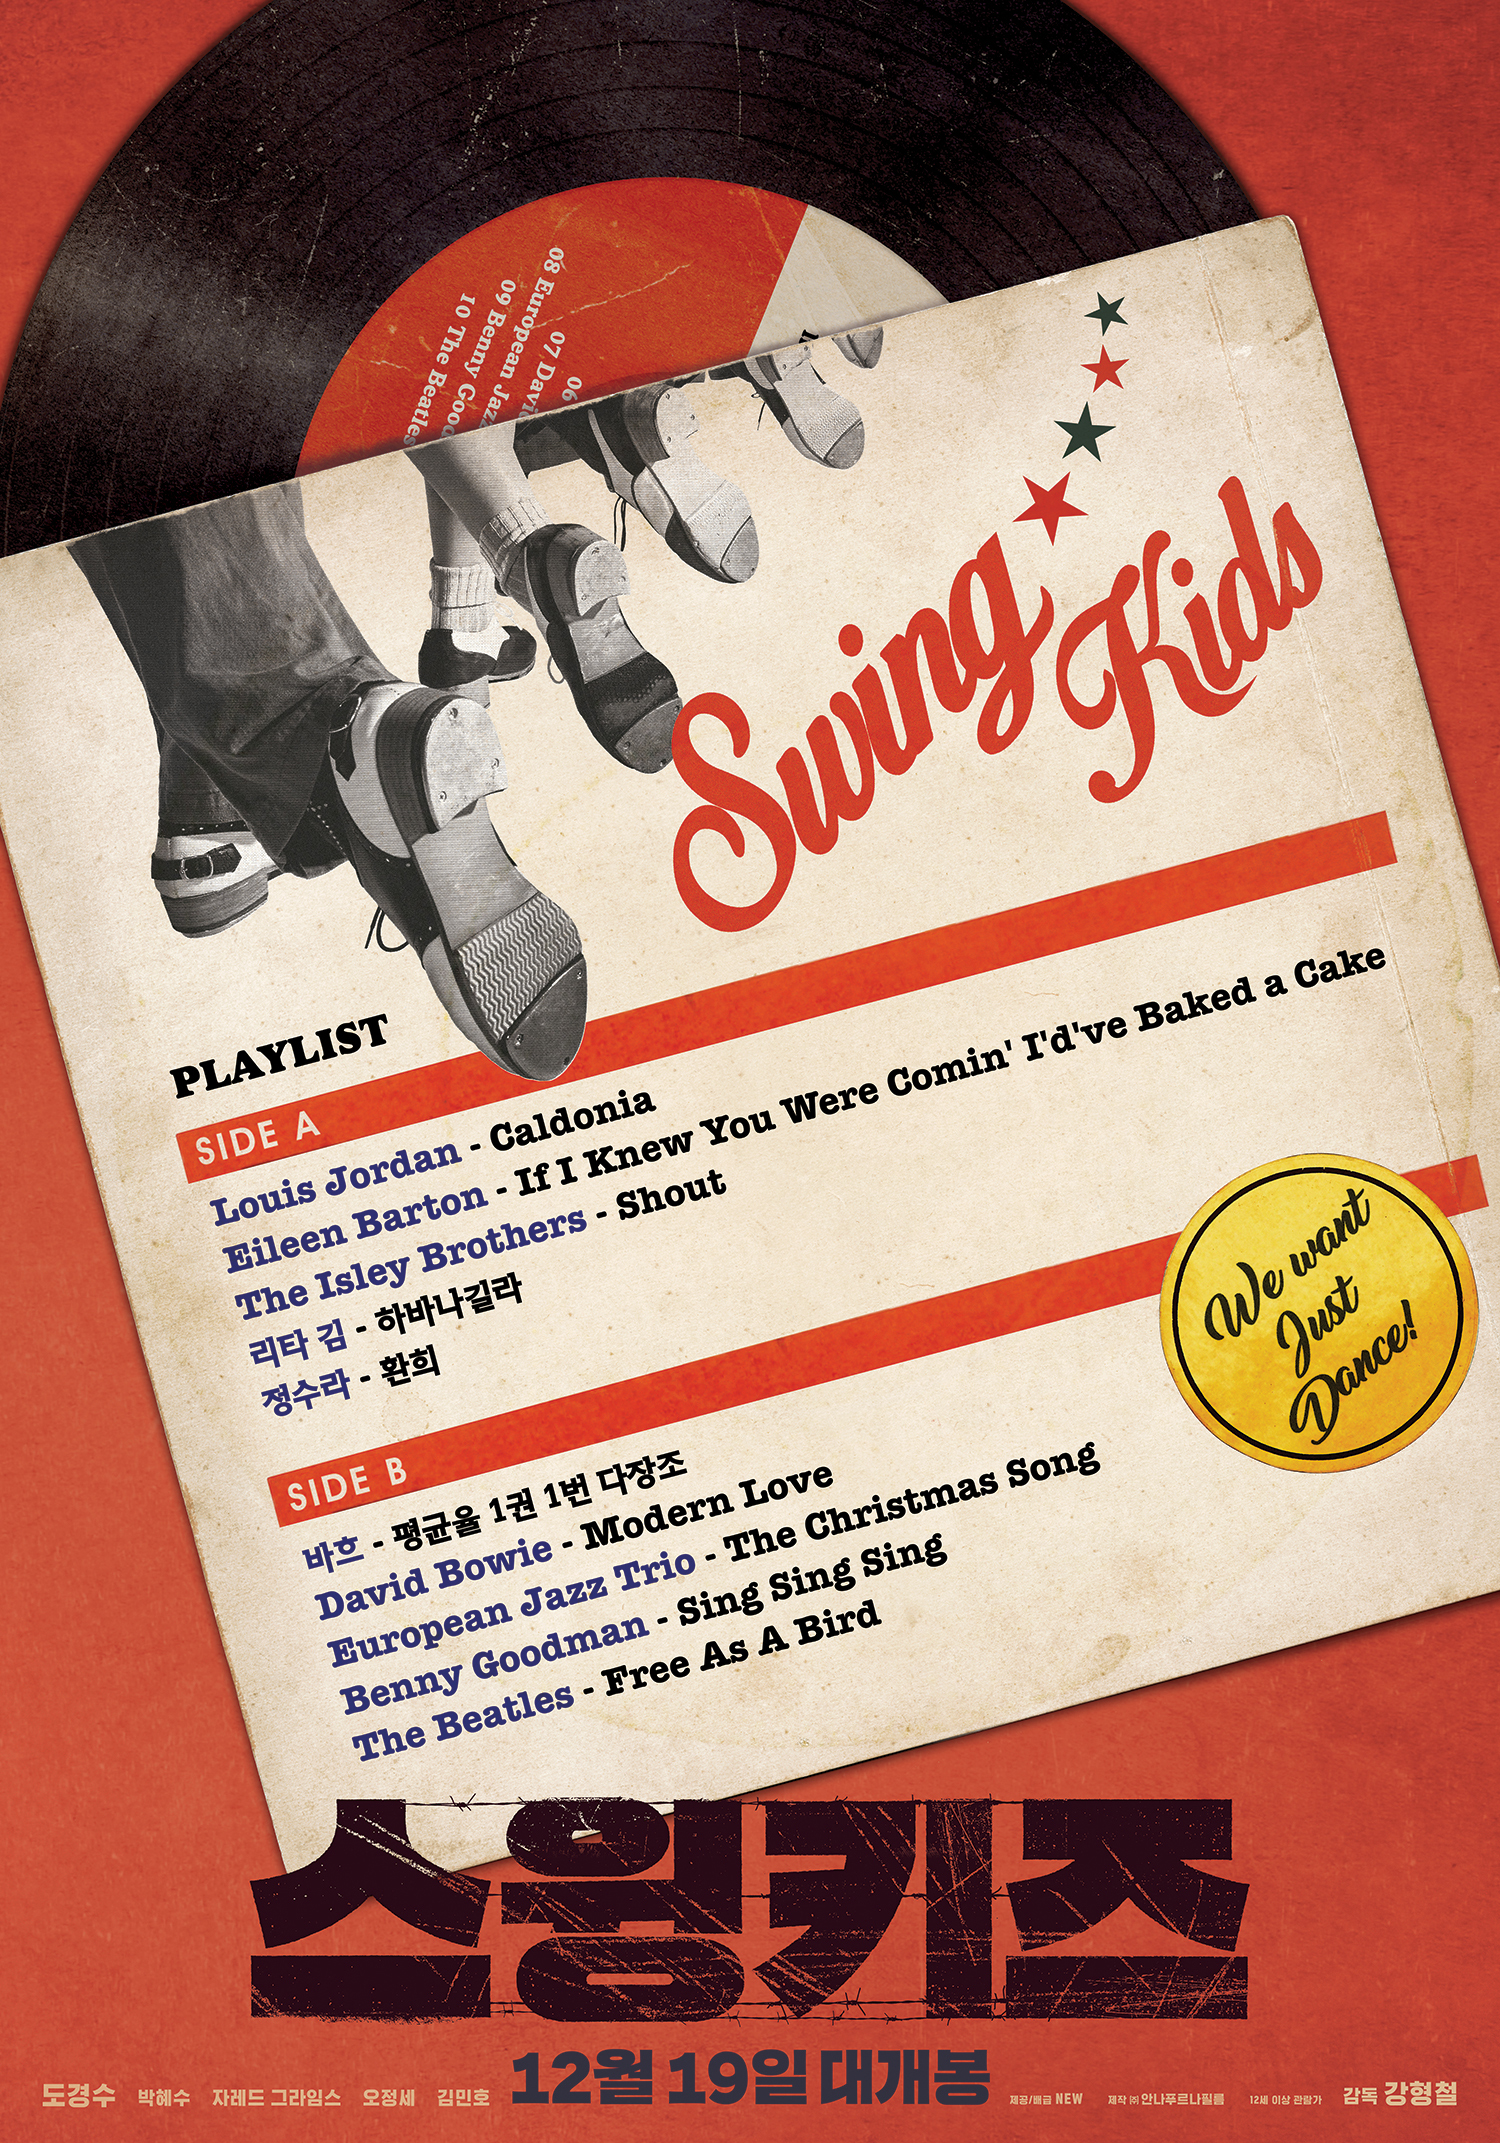 08 European Jazz
07 Davi
06
09 Benny Good
10 The Beatles
Swing Kids
PLAYLIST
SIDE A
Louis Jordan - Caldonia
Eileen Barton - If I Knew You Were Comin' I'd've Baked a Cake
The Isley Brothers - Shout
리타 김 - 하바나길라
정수라 - 환희
We want
Just
Dance!
SIDE B
바흐 - 평균율 1권 1번 다장조
David Bowie - Modern Love
European Jazz Trio - The Christmas Song
Benny Goodman - Sing Sing Sing
The Beatles - Free As A Bird
스윙키즈
12월 19일 대개봉
도경수 박혜수 자레드 그라임스 오정세 김민호
제공/배급 NEW 제작 ㈜안나푸르나필름 12세 이상 관람가 감독 강형철